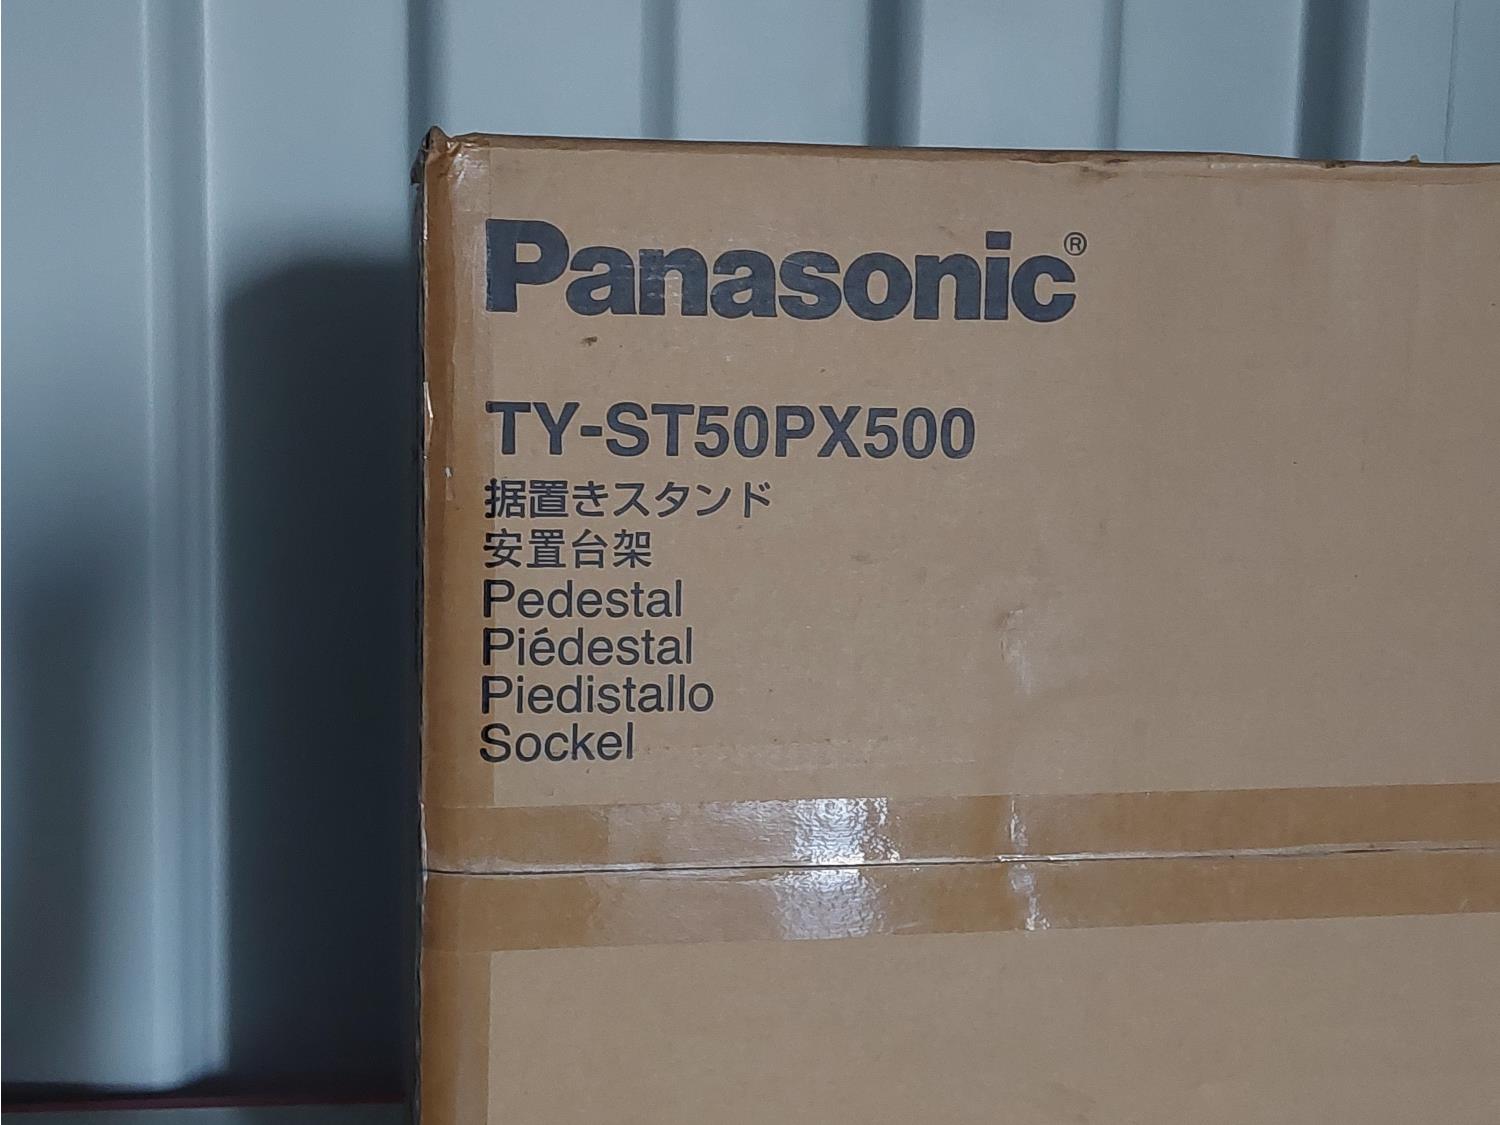 Panasonic®
TY-ST50PX500
据置きスタンド
安置台架
Pedestal
Piédestal
Piedistallo
Sockel